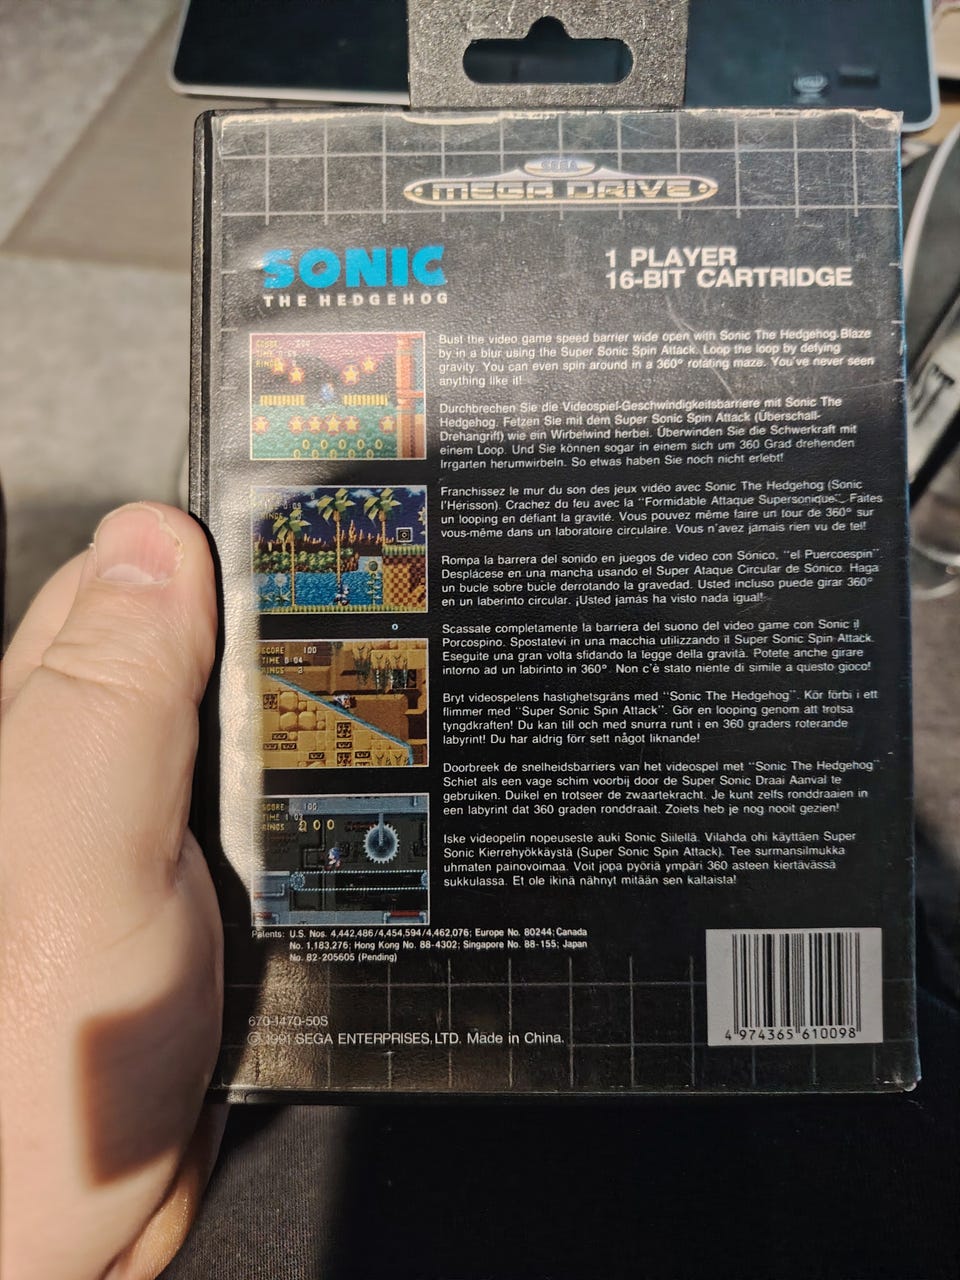 SEGA
MEGA DRIVE
SONIC
THE HEDGEHOG
1 PLAYER
16-BIT CARTRIDGE
Bust the video game speed barrier wide open with Sonic The Hedgehog. Blaze
by in a blur using the Super Sonic Spin Attack. Loop the loop by defying
gravity. You can even spin around in a 360° rotating maze. You've never seen
anything like it!
Durchbrechen Sie die Videospiel-Geschwindigkeitsbarriere mit Sonic The
Hedgehog. Fetzen Sie mit dem Super Sonic Spin Attack (Überschall-
Drehangriff) wie ein Wirbelwind herbei. Überwinden Sie die Schwerkraft mit
einem Loop. Und Sie können sogar in einem sich um 360 Grad drehenden
Irrgarten herumwirbeln. So etwas haben Sie noch nicht erlebt!
Franchissez le mur du son des jeux vidéo avec Sonic The Hedgehog (Sonic
l'Hérisson). Crachez du feu avec la "Formidable Attaque Supersonique". Faites
un looping en défiant la gravité. Vous pouvez même faire un tour de 360° sur
vous-même dans un laboratoire circulaire. Vous n'avez jamais rien vu de tel!
Rompa la barrera del sonido en juegos de video con Sónico, "el Puercoespin".
Desplácese en una mancha usando el Super Ataque Circular de Sónico. Haga
un bucle sobre bucle derrotando la gravedad. Usted incluso puede girar 360°
en un laberinto circular. ¡Usted jamás ha visto nada igual!
Scassate completamente la barriera del suono del video game con Sonic il
Porcospino. Spostatevi in una macchia utilizzando il Super Sonic Spin Attack.
Eseguite una gran volta sfidando la legge della gravità. Potete anche girare
intorno ad un labirinto in 360°. Non c'è stato niente di simile a questo gioco!
Bryt videospelens hastighetsgräns med "Sonic The Hedgehog". Kör förbi i ett
flimmer med "Super Sonic Spin Attack". Gör en looping genom att trotsa
tyngdkraften! Du kan till och med snurra runt i en 360 graders roterande
labyrint! Du har aldrig förr sett något liknande!
Doorbreek de snelheidsbarriers van het videospel met "Sonic The Hedgehog".
Schiet als een vage schim voorbij door de Super Sonic Draai Aanval te
gebruiken. Duikel en trotseer de zwaartekracht. Je kunt zelfs ronddraaien in
een labyrint dat 360 graden ronddraait. Zoiets heb je nog nooit gezien!
Iske videopelin nopeuseste auki Sonic Siilellä. Vilahda ohi käyttäen Super
Sonic Kierrehyökkäystä (Super Sonic Spin Attack). Tee surmansilmukka
uhmaten painovoimaa. Voit jopa pyöriä ympäri 360 asteen kiertävässä
sukkulassa. Et ole ikinä nähnyt mitään sen kaltaista!
SCORE 100
TIME 0:04
RINGS 3
SCORE 100
TIME 1:03
RINGS
Patents: U.S. Nos. 4,442,486/4,454,594/4,462,076; Europe No. 80244; Canada
No. 1,183,276; Hong Kong No. 88-4302; Singapore No. 88-155; Japan
No. 82-205605 (Pending)
670-1470-50S
© 1991 SEGA ENTERPRISES, LTD. Made in China.
4 974365 610098